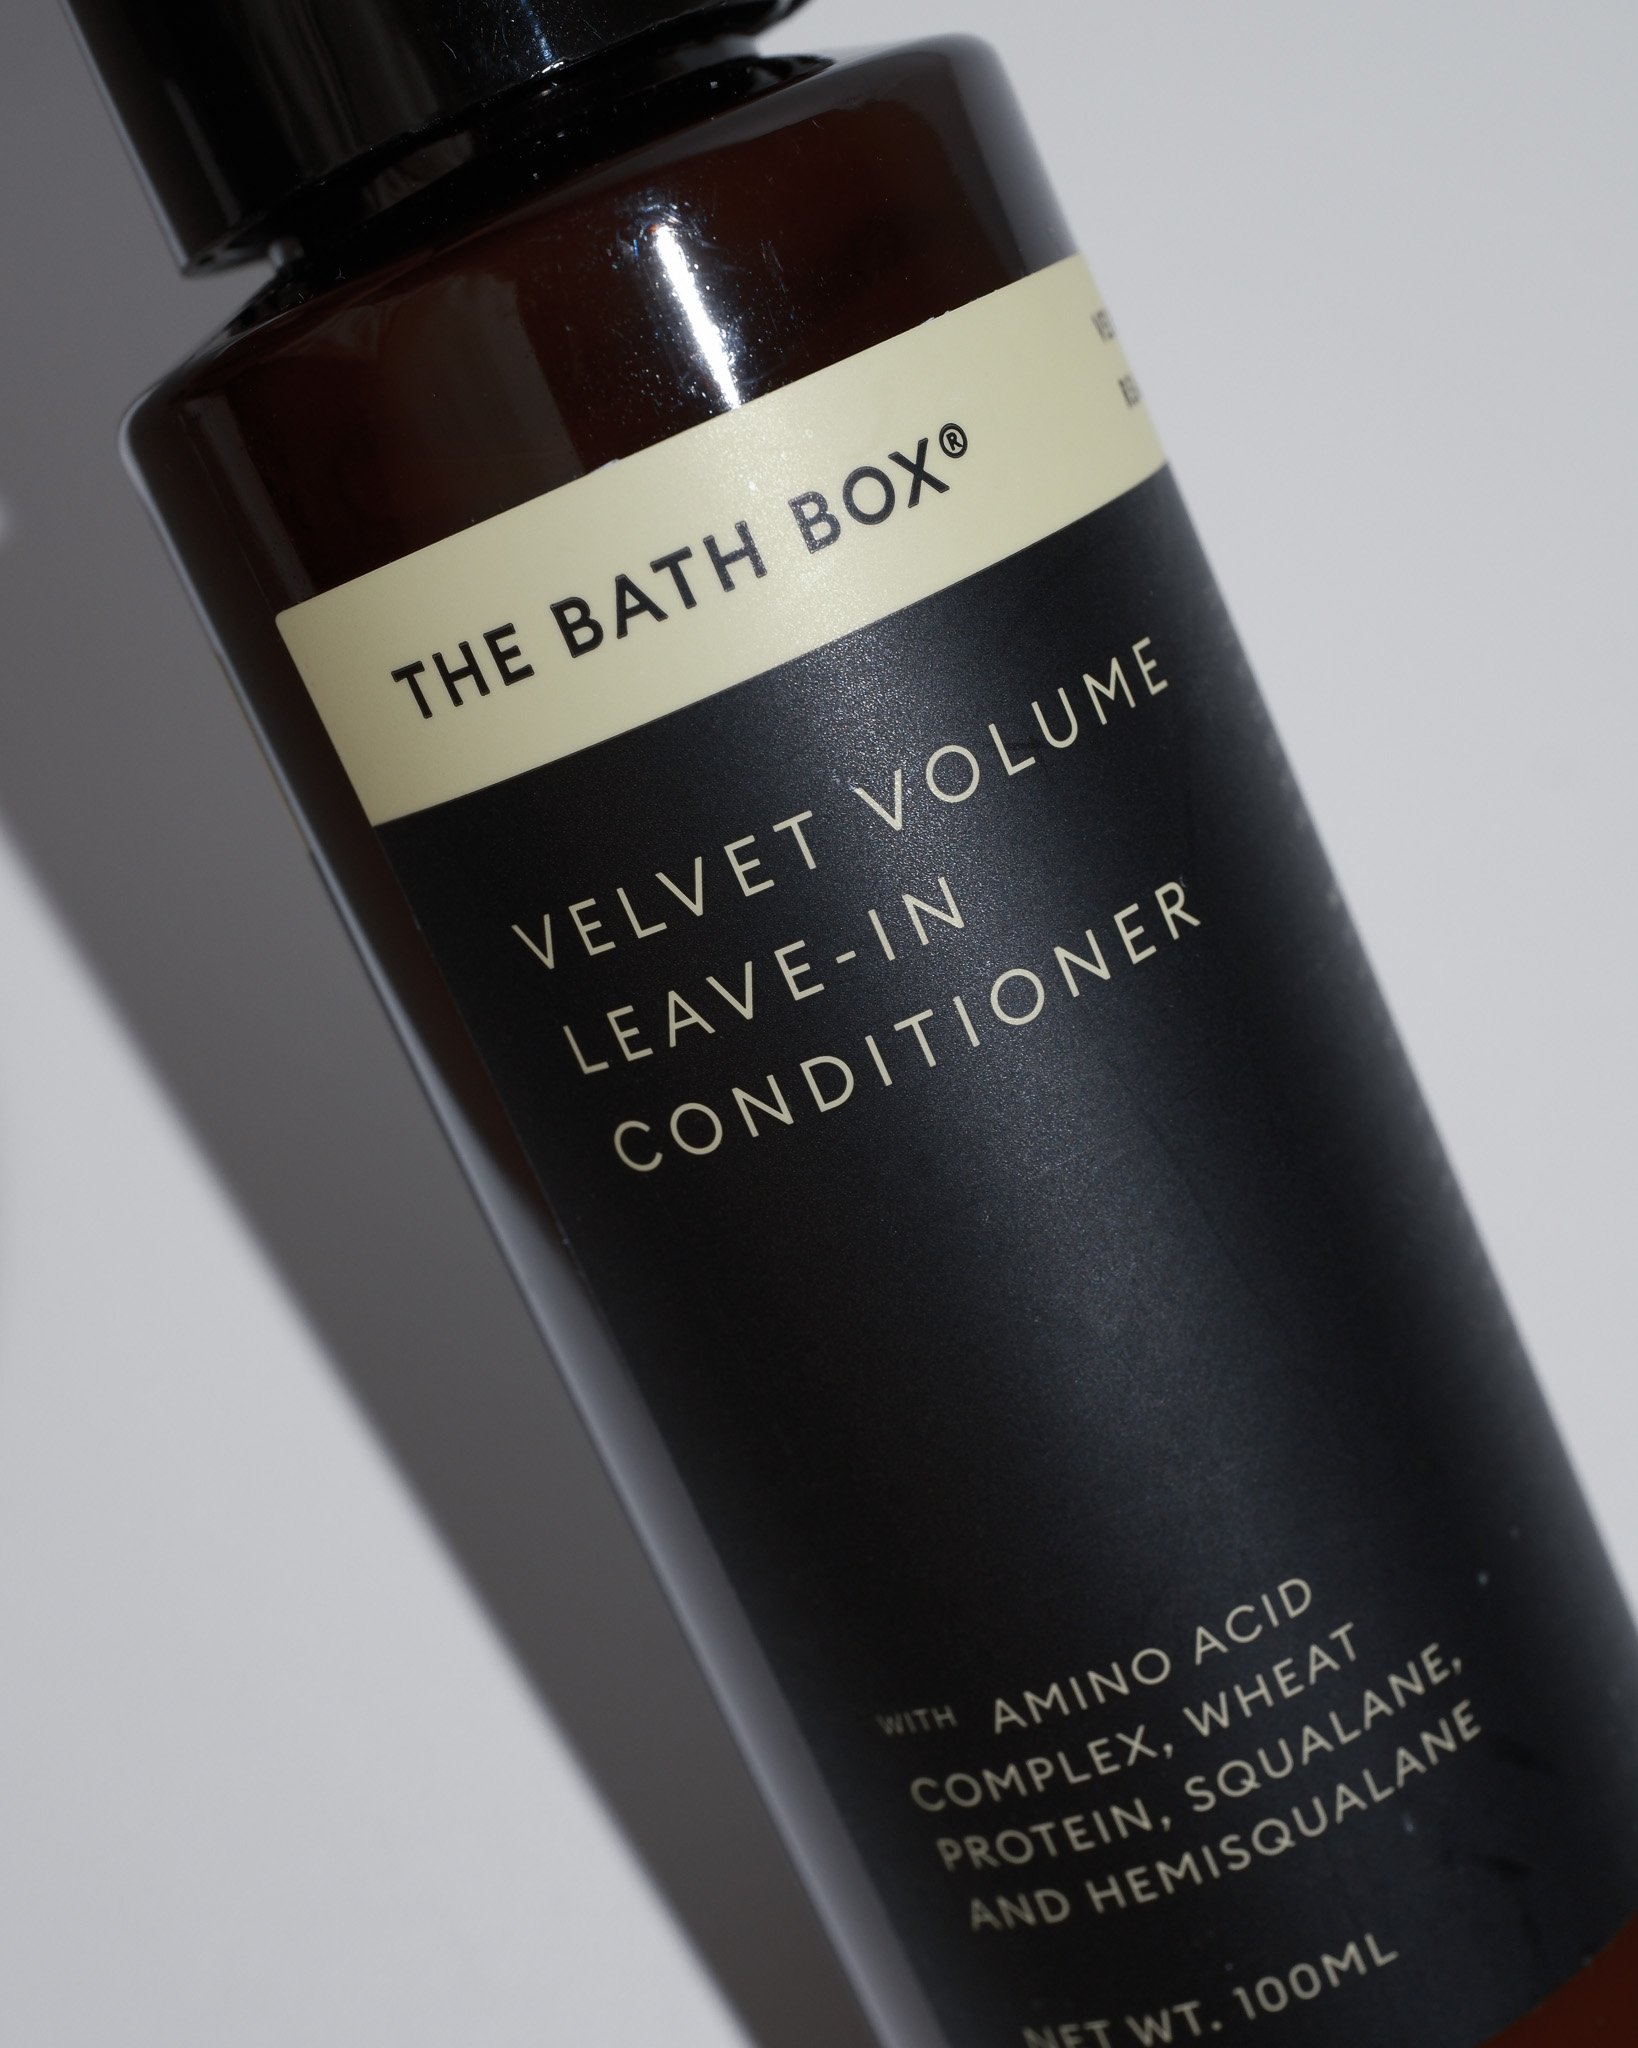 THE BATH BOX®
VELVET VOLUME
LEAVE-IN
CONDITIONER
WITH AMINO ACID
COMPLEX, WHEAT
PROTEIN, SQUALANE,
AND HEMISQUALANE
NET WT. 100ML